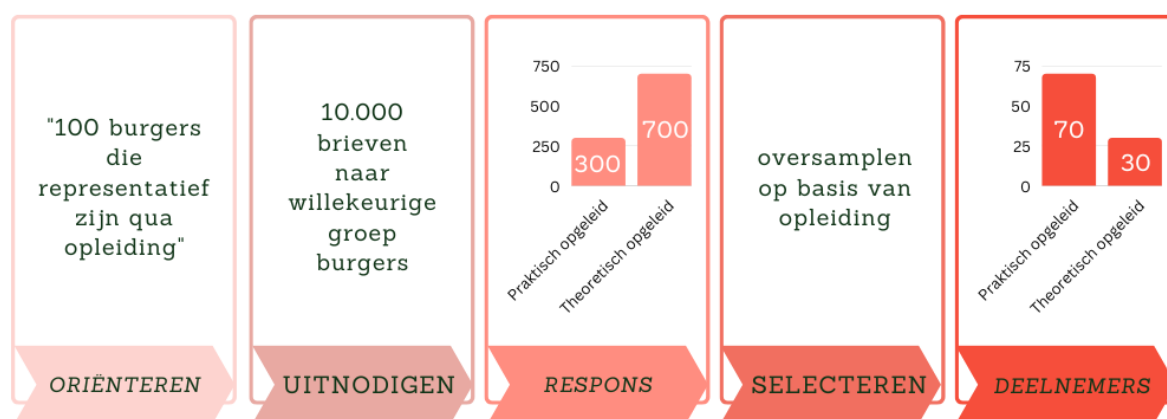 "100 burgers
die
representatief
zijn qua
opleiding"
ORIËNTEREN
10.000
brieven
naar
willekeurige
groep
burgers
UITNODIGEN
750
500
250
0
300
700
Praktisch opgeleid
Theoretisch opgeleid
RESPONS
oversamplen
op basis van
opleiding
SELECTEREN
75
50
25
0
70
30
Praktisch opgeleid
Theoretisch opgeleid
DEELNEMERS